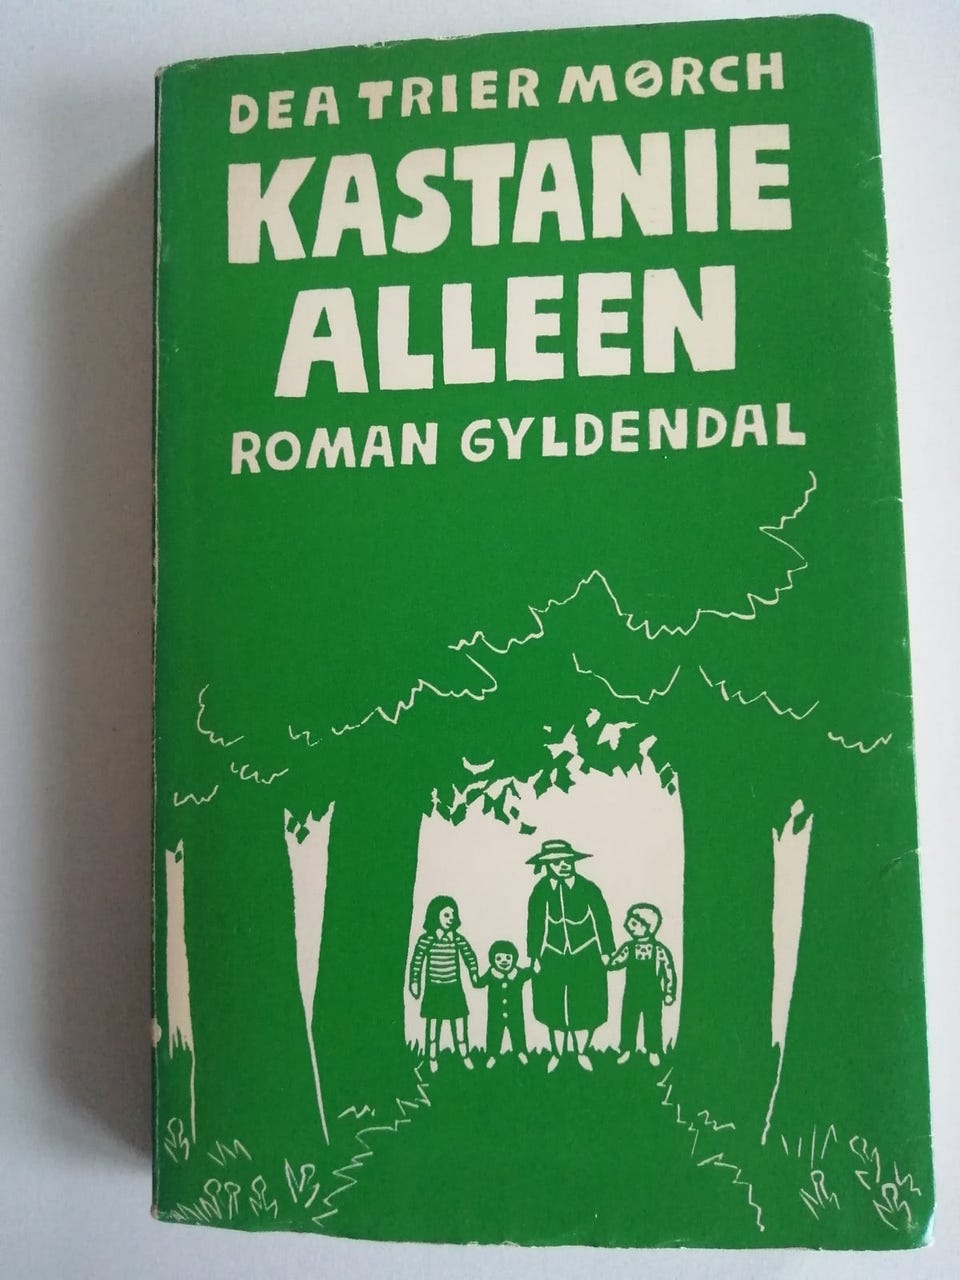 DEA TRIER MØRCH
KASTANIE
ALLEEN
ROMAN GYLDENDAL